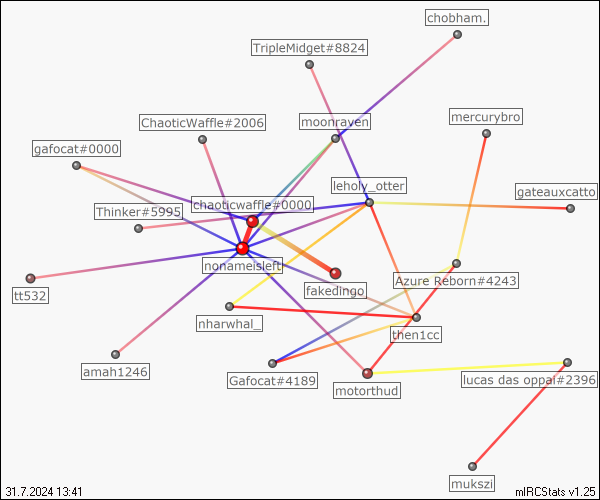 chobham.
TripleMidget#8824
mercurybro
moonraven
ChaoticWaffle#2006
gafocat#0000
leholy_otter
gateauxcatto
chaoticwaffle#0000
Thinker#5995
nonameisleft
Azure Reborn#4243
fakedingo
tt532
nharwhal_
then1cc
amah1246
Gafocat#4189
lucas das oppai#2396
motorthud
mukszi
31.7.2024 13:41
mIRCStats v1.25